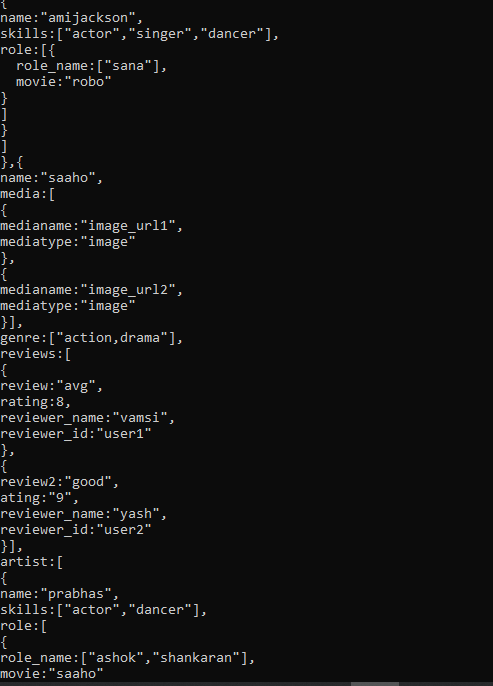 {
name:"amijackson",
skills:["actor","singer","dancer"],
role:[{
  role_name:["sana"],
  movie:"robo"
}
]
}
]
},{
name:"saaho",
media:[
{
medianame:"image_url1",
mediatype:"image"
},
{
medianame:"image_url2",
mediatype:"image"
}],
genre:["action,drama"],
reviews:[
{
review:"avg",
rating:8,
reviewer_name:"vamsi",
reviewer_id:"user1"
},
{
review2:"good",
ating:"9",
reviewer_name:"yash",
reviewer_id:"user2"
}],
artist:[
{
name:"prabhas",
skills:["actor","dancer"],
role:[
{
role_name:["ashok","shankaran"],
movie:"saaho"